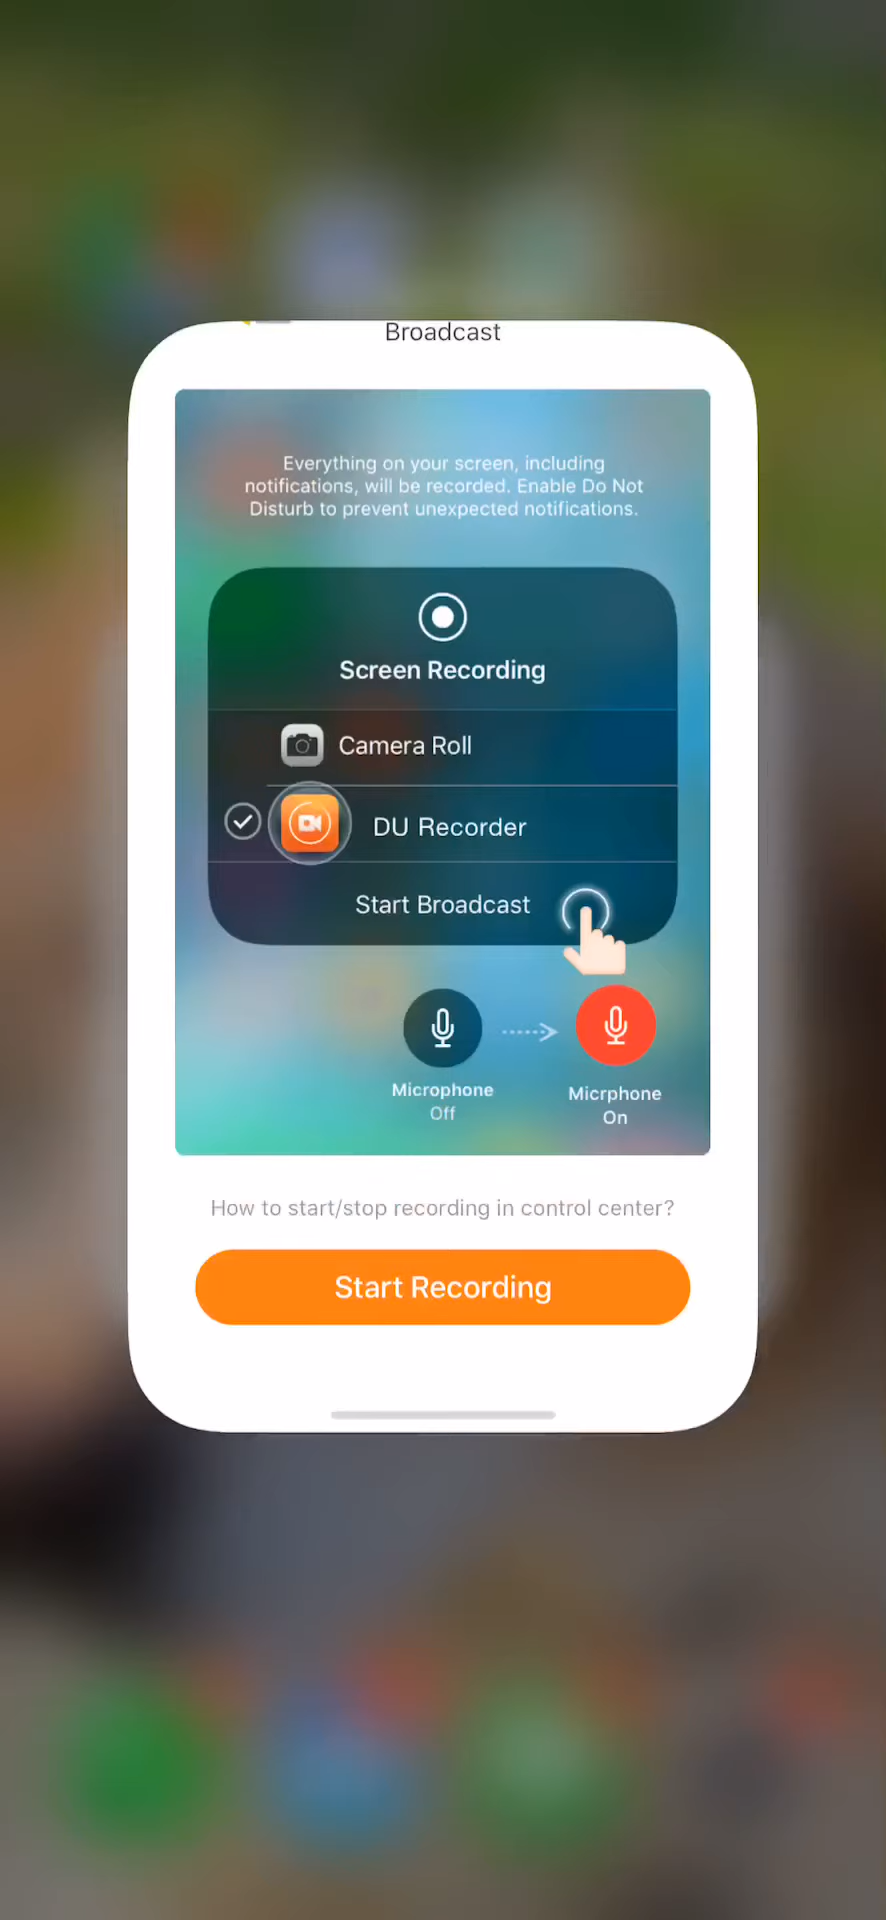 Broadcast
Everything on your screen, including
notifications, will be recorded. Enable Do Not
Disturb to prevent unexpected notifications.
Screen Recording
Camera Roll
DU Recorder
Start Broadcast
Microphone
Off
Micrphone
On
How to start/stop recording in control center?
Start Recording